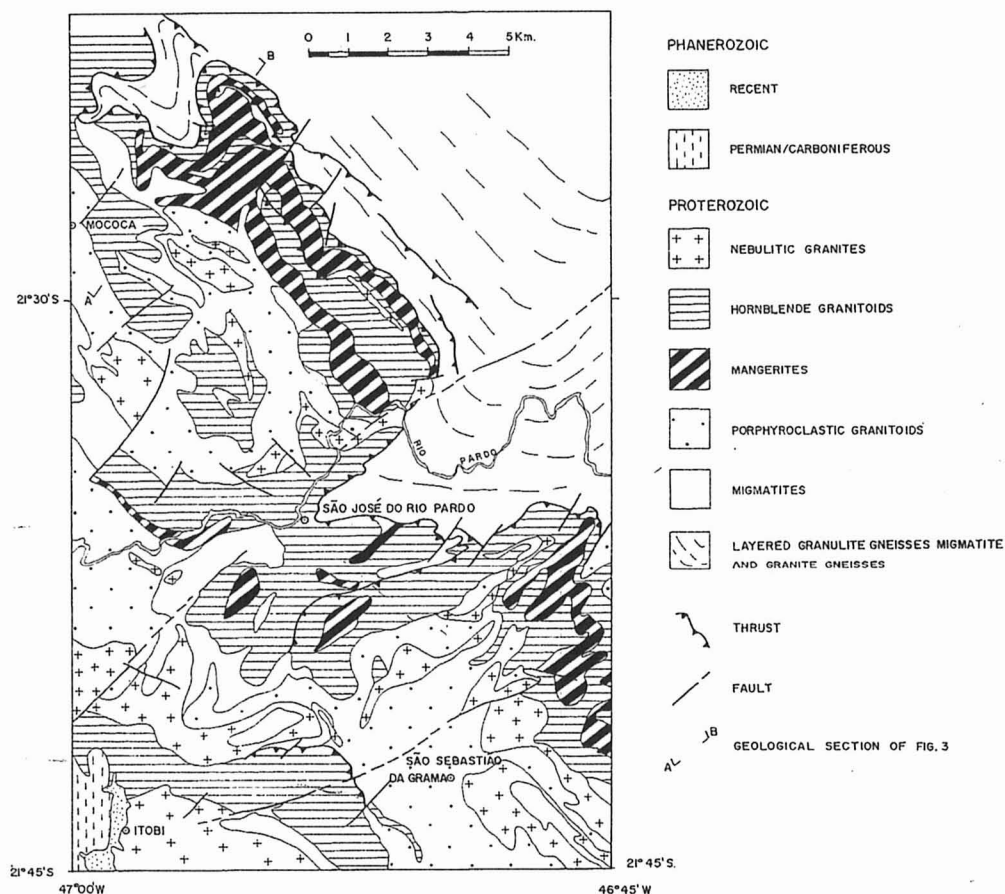 0 1 2 3 4 5 Km.
B
MOCOCA
21°30'S
A
RIO PARDO
SÃO JOSÉ DO RIO PARDO
SÃO SEBASTIÃO
DA GRAMA
ITOBI
21°45'S
21°45'S.
47°00'W
46°45'W
PHANEROZOIC
RECENT
PERMIAN/CARBONIFEROUS
PROTEROZOIC
NEBULITIC GRANITES
HORNBLENDE GRANITOIDS
MANGERITES
PORPHYROCLASTIC GRANITOIDS
MIGMATITES
LAYERED GRANULITE GNEISSES MIGMATITE
AND GRANITE GNEISSES
THRUST
FAULT
B
GEOLOGICAL SECTION OF FIG. 3
A